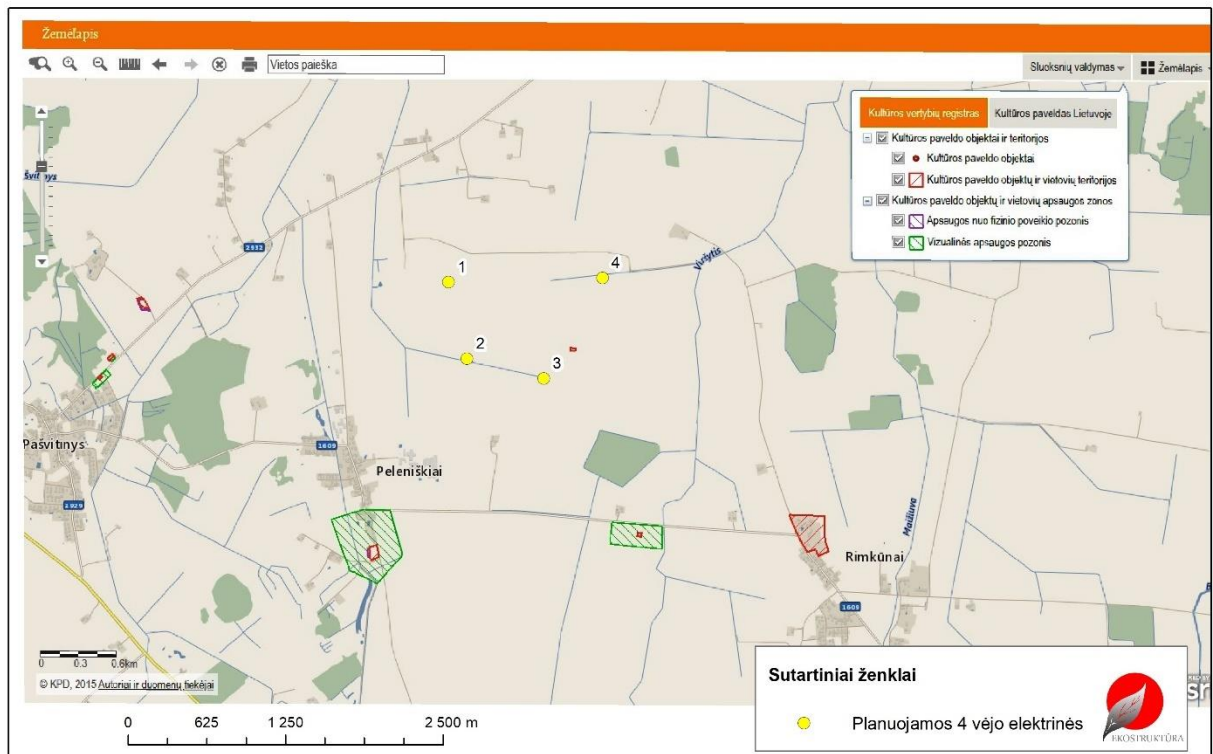 Žemėlapis
Vietos paieška
Sluoksnių valdymas
Žemėlapis
Kultūros vertybių registras
Kultūros paveldas Lietuvoje
Kultūros paveldo objektai ir teritorijos
Kultūros paveldo objektai
Kultūros paveldo objektų ir vietovių teritorijos
Kultūros paveldo objektų ir vietovių apsaugos zonos
Apsaugos nuo fizinio poveikio pozonis
Vizualinės apsaugos pozonis
Švitinys
2932
1
4
Viršytis
2
3
Pašvitinys
1609
Peleniškiai
1929
Maižiuva
Rimkūnai
1609
0 0.3 0.6km
© KPD, 2015 Autoriai ir duomenų tiekėjai
0 625 1 250 2 500 m
Sutartiniai ženklai
Planuojamos 4 vėjo elektrinės
EKOSTRUKTŪRA